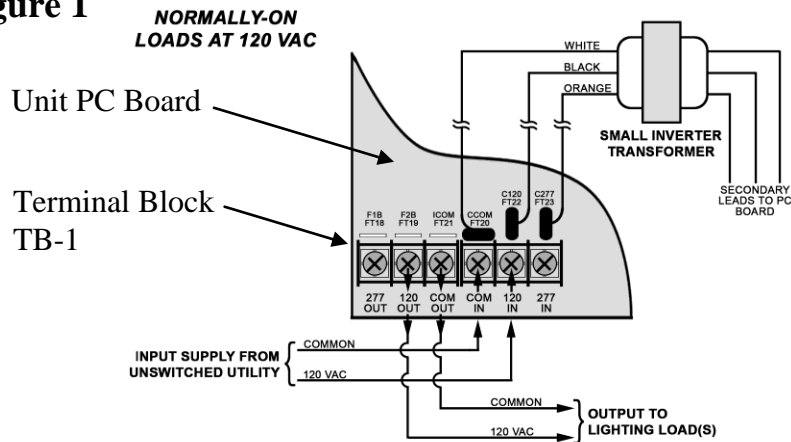 gure 1
NORMALLY-ON
LOADS AT 120 VAC
WHITE
BLACK
ORANGE
SMALL INVERTER
TRANSFORMER
SECONDARY
LEADS TO PC
BOARD
Unit PC Board
Terminal Block
TB-1
F1B
FT18
F2B
FT19
ICOM
FT21
CCOM
FT20
C120
FT22
C277
FT23
277
OUT
120
OUT
COM
OUT
COM
IN
120
IN
277
IN
INPUT SUPPLY FROM
UNSWITCHED UTILITY
COMMON
120 VAC
COMMON
120 VAC
OUTPUT TO
LIGHTING LOAD(S)